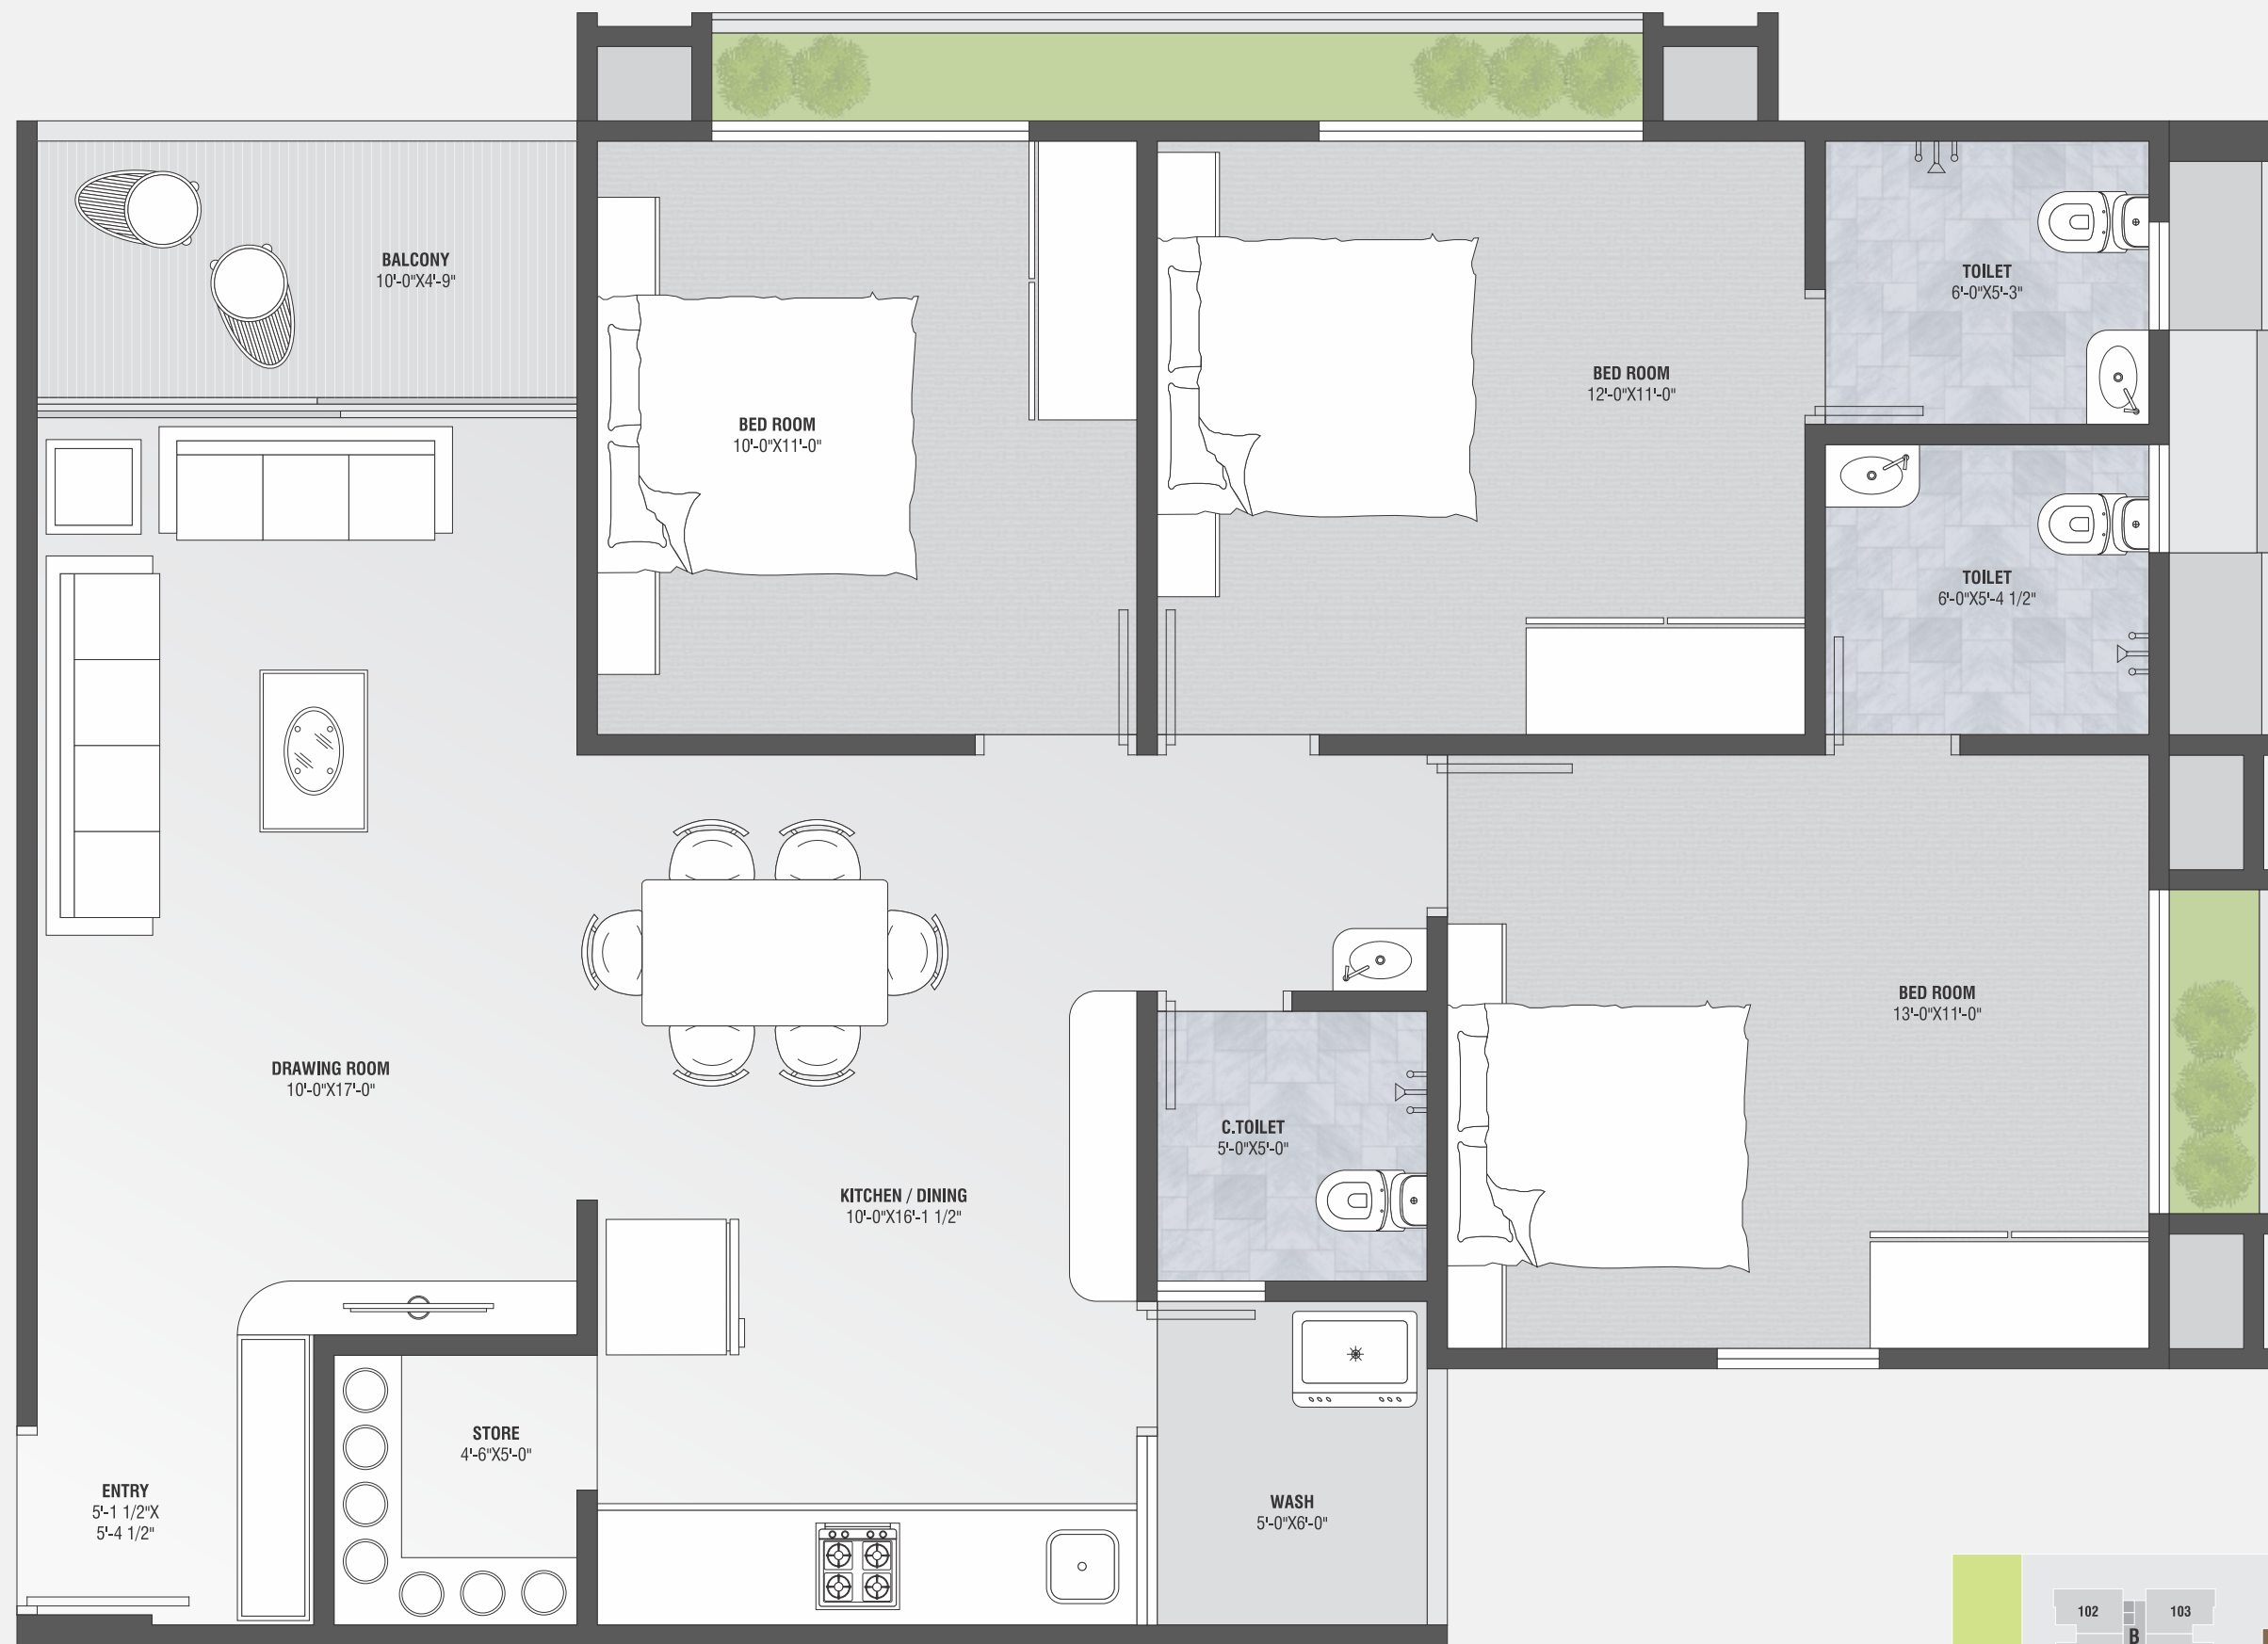 BALCONY
10'-0"X4'-9"
BED ROOM
10'-0"X11'-0"
BED ROOM
12'-0"X11'-0"
TOILET
6'-0"X5'-3"
TOILET
6'-0"X5'-4 1/2"
BED ROOM
13'-0"X11'-0"
DRAWING ROOM
10'-0"X17'-0"
KITCHEN / DINING
10'-0"X16'-1 1/2"
C.TOILET
5'-0"X5'-0"
STORE
4'-6"X5'-0"
ENTRY
5'-1 1/2"X
5'-4 1/2"
WASH
5'-0"X6'-0"
102
103
B